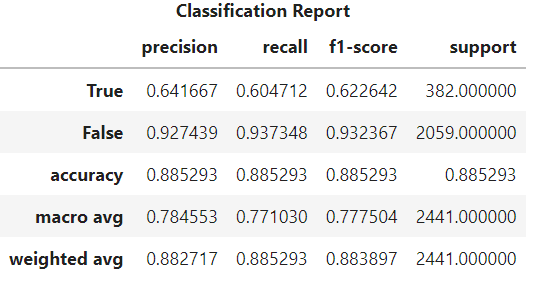 Classification Report
precision recall f1-score support
True 0.641667 0.604712 0.622642 382.000000
False 0.927439 0.937348 0.932367 2059.000000
accuracy 0.885293 0.885293 0.885293 0.885293
macro avg 0.784553 0.771030 0.777504 2441.000000
weighted avg 0.882717 0.885293 0.883897 2441.000000